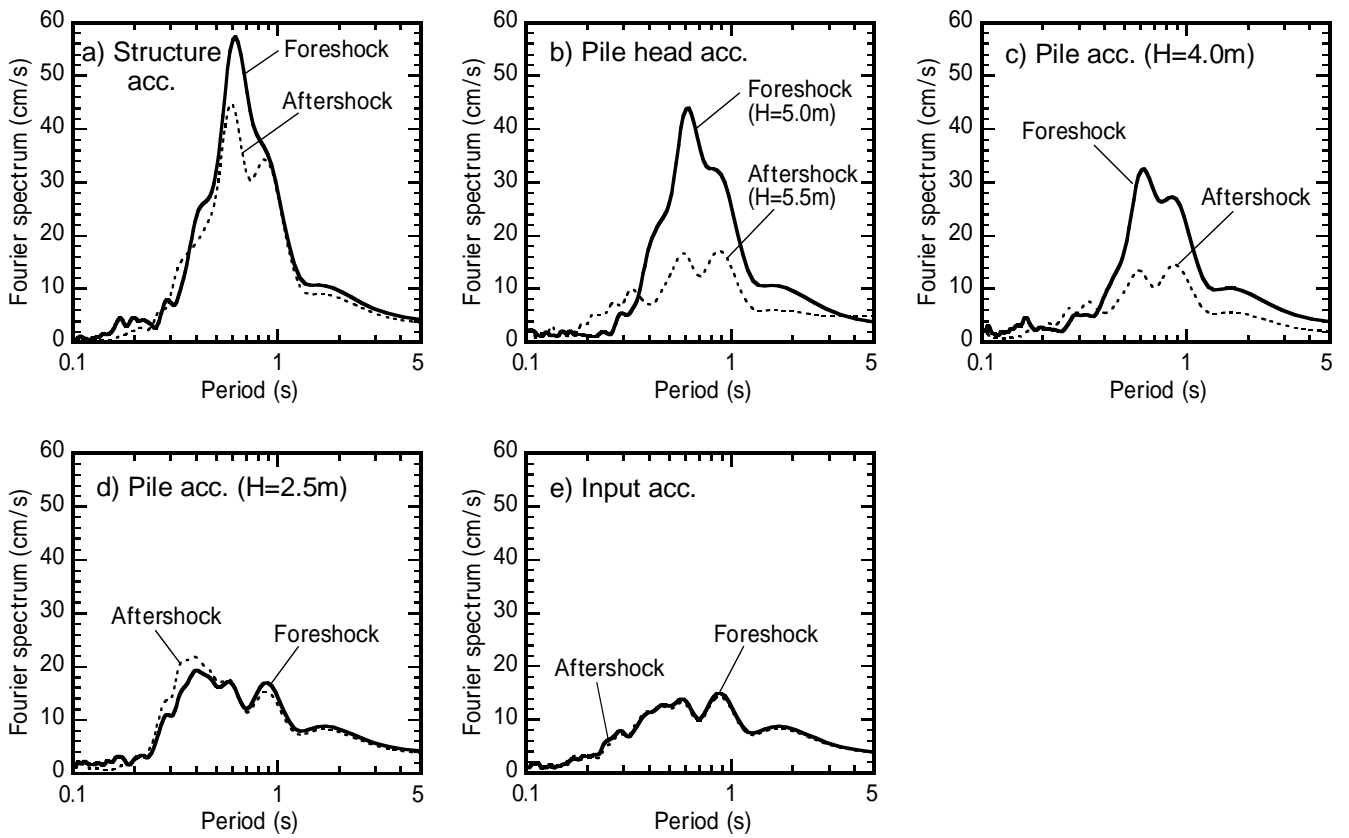 a) Structure
acc.
Foreshock
Aftershock
60
50
40
30
20
10
0
0.1
1
5
Fourier spectrum (cm/s)
Period (s)
b) Pile head acc.
Foreshock
(H=5.0m)
Aftershock
(H=5.5m)
60
50
40
30
20
10
0
0.1
1
5
Fourier spectrum (cm/s)
Period (s)
c) Pile acc. (H=4.0m)
Foreshock
Aftershock
60
50
40
30
20
10
0
0.1
1
5
Fourier spectrum (cm/s)
Period (s)
d) Pile acc. (H=2.5m)
Aftershock
Foreshock
60
50
40
30
20
10
0
0.1
1
5
Fourier spectrum (cm/s)
Period (s)
e) Input acc.
Foreshock
Aftershock
60
50
40
30
20
10
0
0.1
1
5
Fourier spectrum (cm/s)
Period (s)